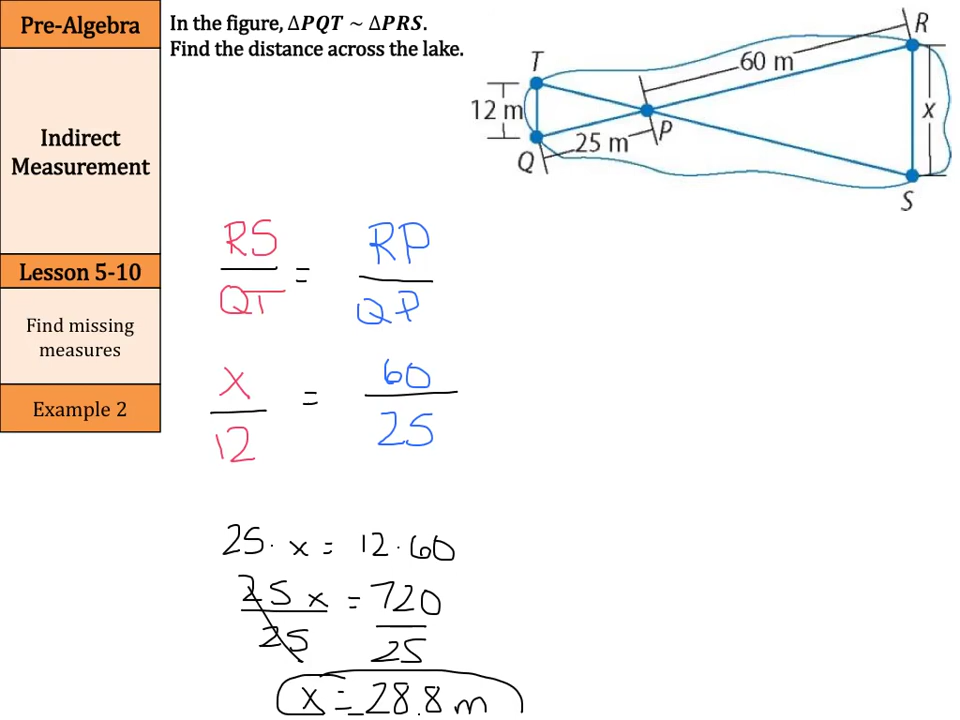 Pre-Algebra
Indirect
Measurement
Lesson 5-10
Find missing
measures
Example 2
In the figure, ΔPQT ~ ΔPRS.
Find the distance across the lake.
R
60 m
T
12 m
x
P
25 m
Q
S
RS/QT = RP/QP
x/12 = 60/25
25 · x = 12 · 60
25x/25 = 720/25
x = 28.8 m